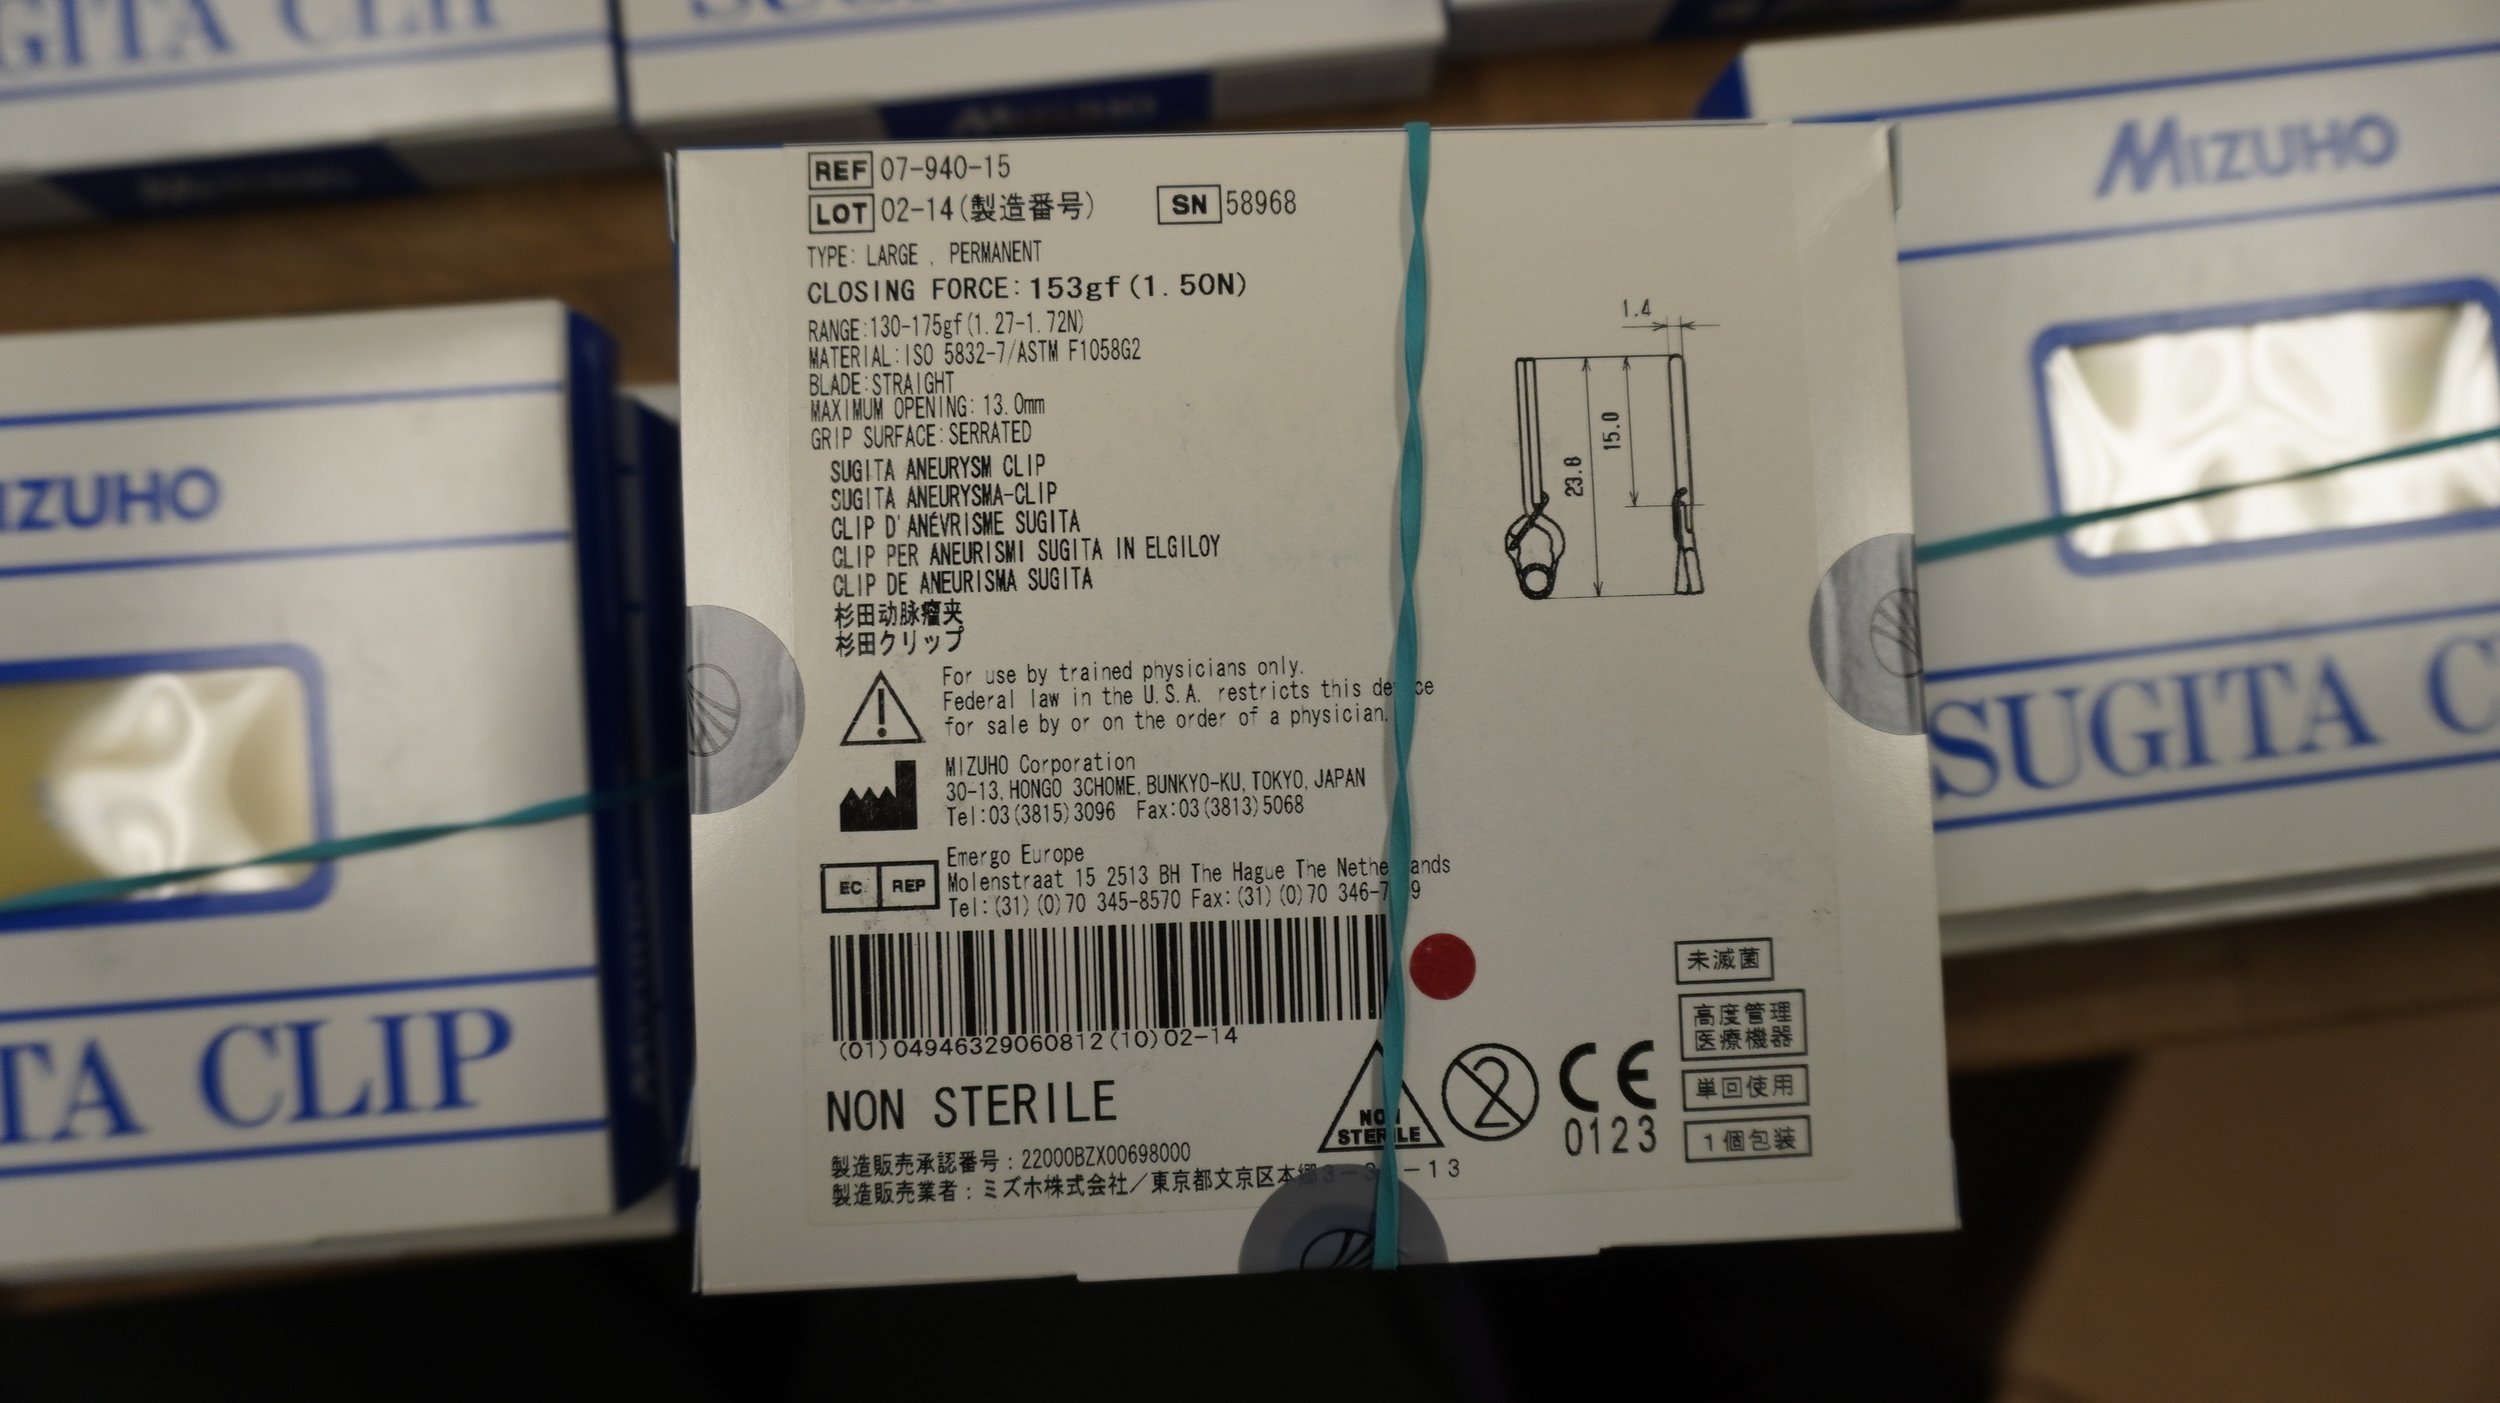 GITA CLIP
SUGITA
MIZUHO
MIZUHO
SUGITA C
IZUHO
TA CLIP
REF 07-940-15
LOT 02-14(製造番号) SN 58968
TYPE: LARGE , PERMANENT
CLOSING FORCE:153gf(1.50N)
RANGE:130-175gf(1.27-1.72N)
MATERIAL:ISO 5832-7/ASTM F1058G2
BLADE:STRAIGHT
MAXIMUM OPENING:13.0mm
GRIP SURFACE:SERRATED
SUGITA ANEURYSM CLIP
SUGITA ANEURYSMA-CLIP
CLIP D'ANÉVRISME SUGITA
CLIP PER ANEURISMI SUGITA IN ELGILOY
CLIP DE ANEURISMA SUGITA
杉田动脉瘤夹
杉田クリップ
1.4
15.0
23.8
For use by trained physicians only.
Federal law in the U.S.A. restricts this de ce
for sale by or on the order of a physician.
MIZUHO Corporation
30-13,HONGO 3CHOME,BUNKYO-KU,TOKYO,JAPAN
Tel:03(3815)3096 Fax:03(3813)5068
EC REP
Emergo Europe
Molenstraat 15 2513 BH The Hague The Nethe ands
Tel:(31)(0)70 345-8570 Fax:(31)(0)70 346-7 9
(01)04946329060812(10)02-14
NON STERILE
NON
STERILE
2
CE
0123
未滅菌
高度管理
医療機器
単回使用
1個包装
製造販売承認番号:22000BZX00698000
製造販売業者:ミズホ株式会社/東京都文京区本郷3-3 -13